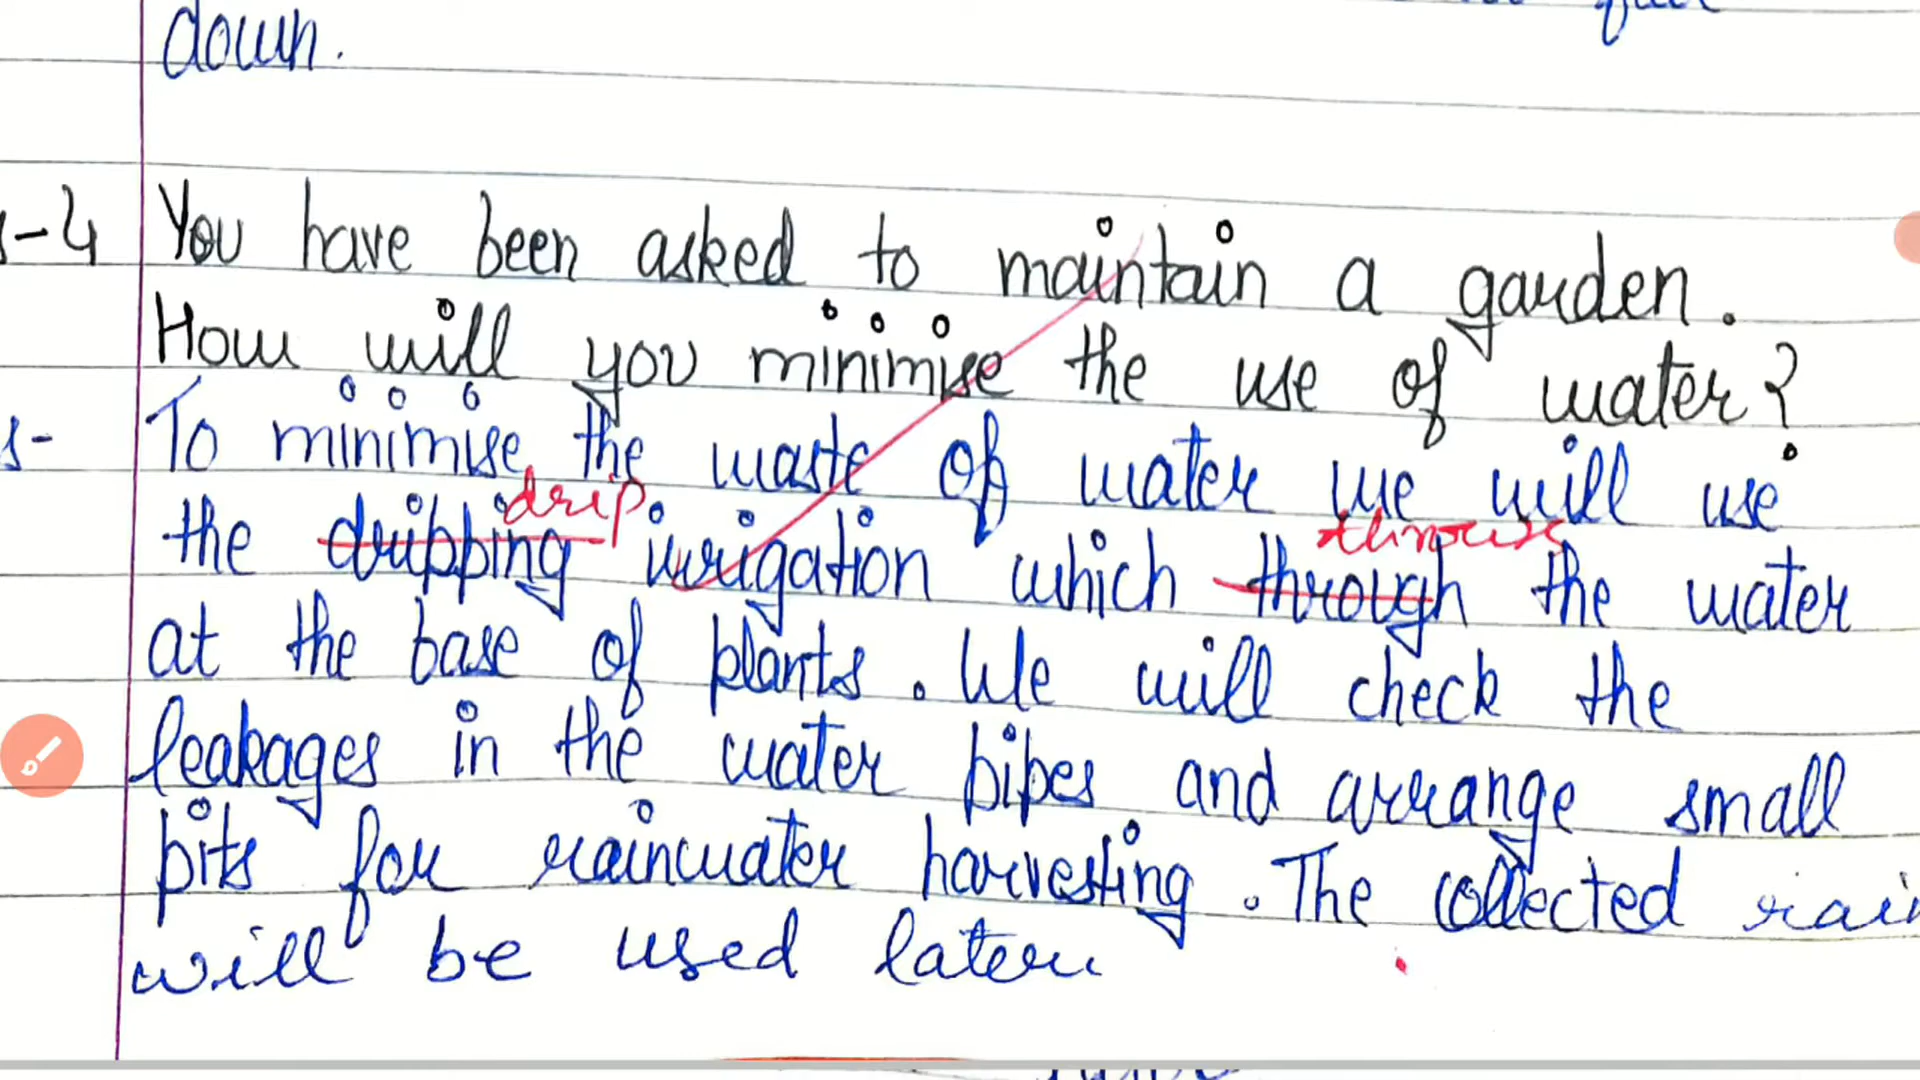 down.
-4 You have been asked to maintain a garden.
How will you minimise the use of water?
s- To minimise the waste of water we will use
drip throws
the dripping irrigation which through the water
at the base of plants. We will check the
leakages in the water pipes and arrange small
pits for rainwater harvesting. The collected rain
will be used later.